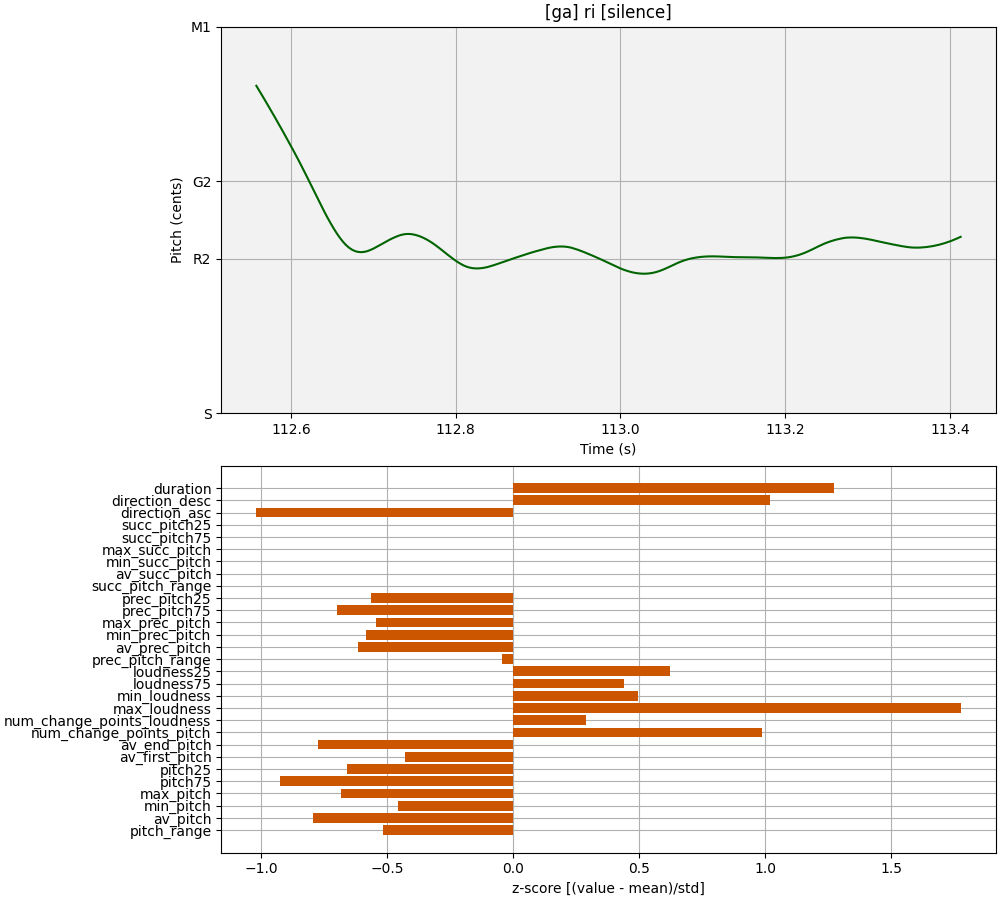 [ga] ri [silence]
M1
G2
R2
S
Pitch (cents)
112.6 112.8 113.0 113.2 113.4
Time (s)
duration
direction_desc
direction_asc
succ_pitch25
succ_pitch75
max_succ_pitch
min_succ_pitch
av_succ_pitch
succ_pitch_range
prec_pitch25
prec_pitch75
max_prec_pitch
min_prec_pitch
av_prec_pitch
prec_pitch_range
loudness25
loudness75
min_loudness
max_loudness
num_change_points_loudness
num_change_points_pitch
av_end_pitch
av_first_pitch
pitch25
pitch75
max_pitch
min_pitch
av_pitch
pitch_range
−1.0 −0.5 0.0 0.5 1.0 1.5
z-score [(value - mean)/std]